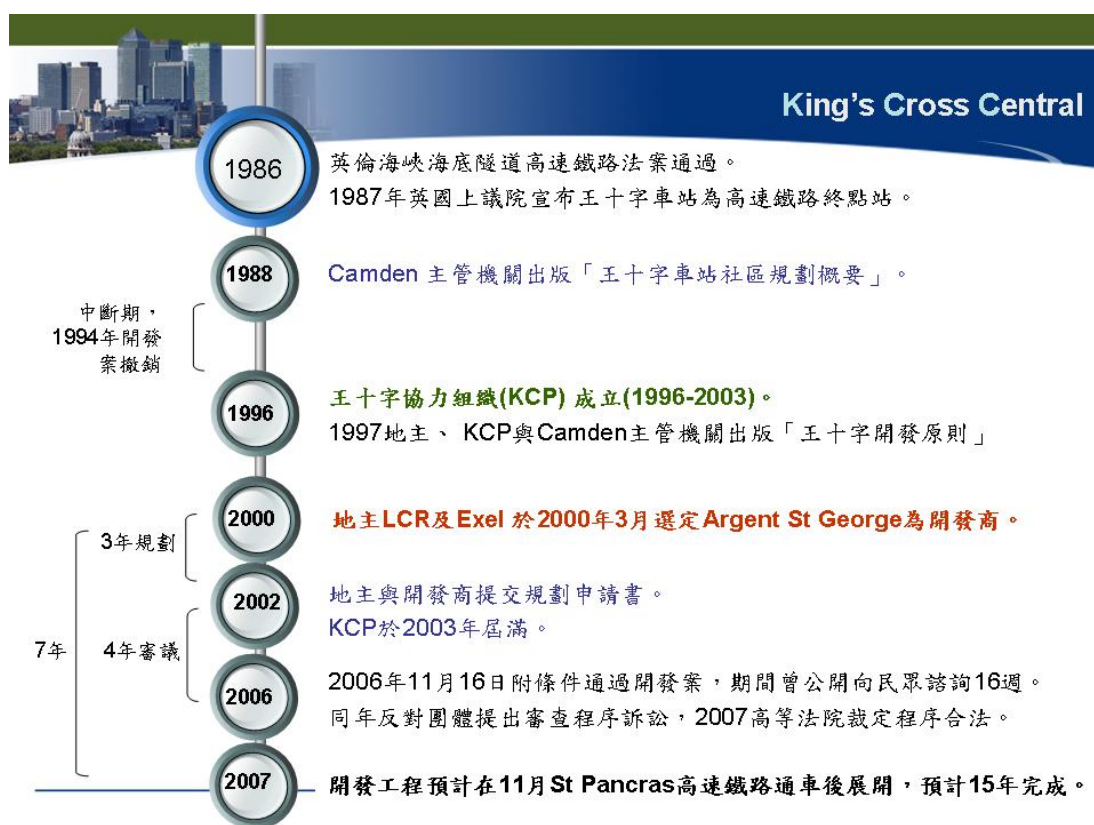 King's Cross Central
1986
英倫海峽海底隧道高速鐵路法案通過。
1987年英國上議院宣布王十字車站為高速鐵路終點站。
1988
Camden 主管機關出版「王十字車站社區規劃概要」。
中斷期，
1994年開發
案撤銷
1996
王十字協力組織(KCP) 成立(1996-2003)。
1997地主、 KCP與Camden主管機關出版「王十字開發原則」
2000
地主LCR及Exel 於2000年3月選定Argent St George為開發商。
3年規劃
2002
地主與開發商提交規劃申請書。
KCP於2003年屆滿。
7年
4年審議
2006
2006年11月16日附條件通過開發案，期間曾公開向民眾諮詢16週。
同年反對團體提出審查程序訴訟，2007高等法院裁定程序合法。
2007
開發工程預計在11月St Pancras高速鐵路通車後展開，預計15年完成。